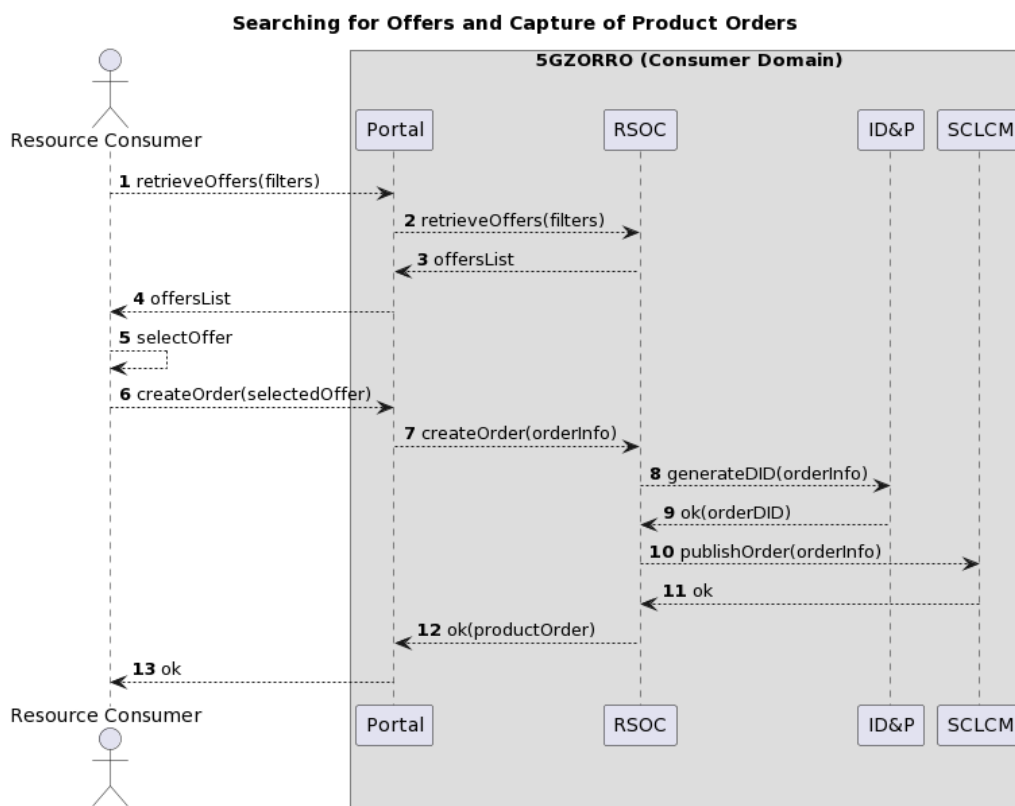 Searching for Offers and Capture of Product Orders
5GZORRO (Consumer Domain)
Resource Consumer
Portal
RSOC
ID&P
SCLCM
1 retrieveOffers(filters)
2 retrieveOffers(filters)
3 offersList
4 offersList
5 selectOffer
6 createOrder(selectedOffer)
7 createOrder(orderInfo)
8 generateDID(orderInfo)
9 ok(orderDID)
10 publishOrder(orderInfo)
11 ok
12 ok(productOrder)
13 ok
Resource Consumer
Portal
RSOC
ID&P
SCLCM